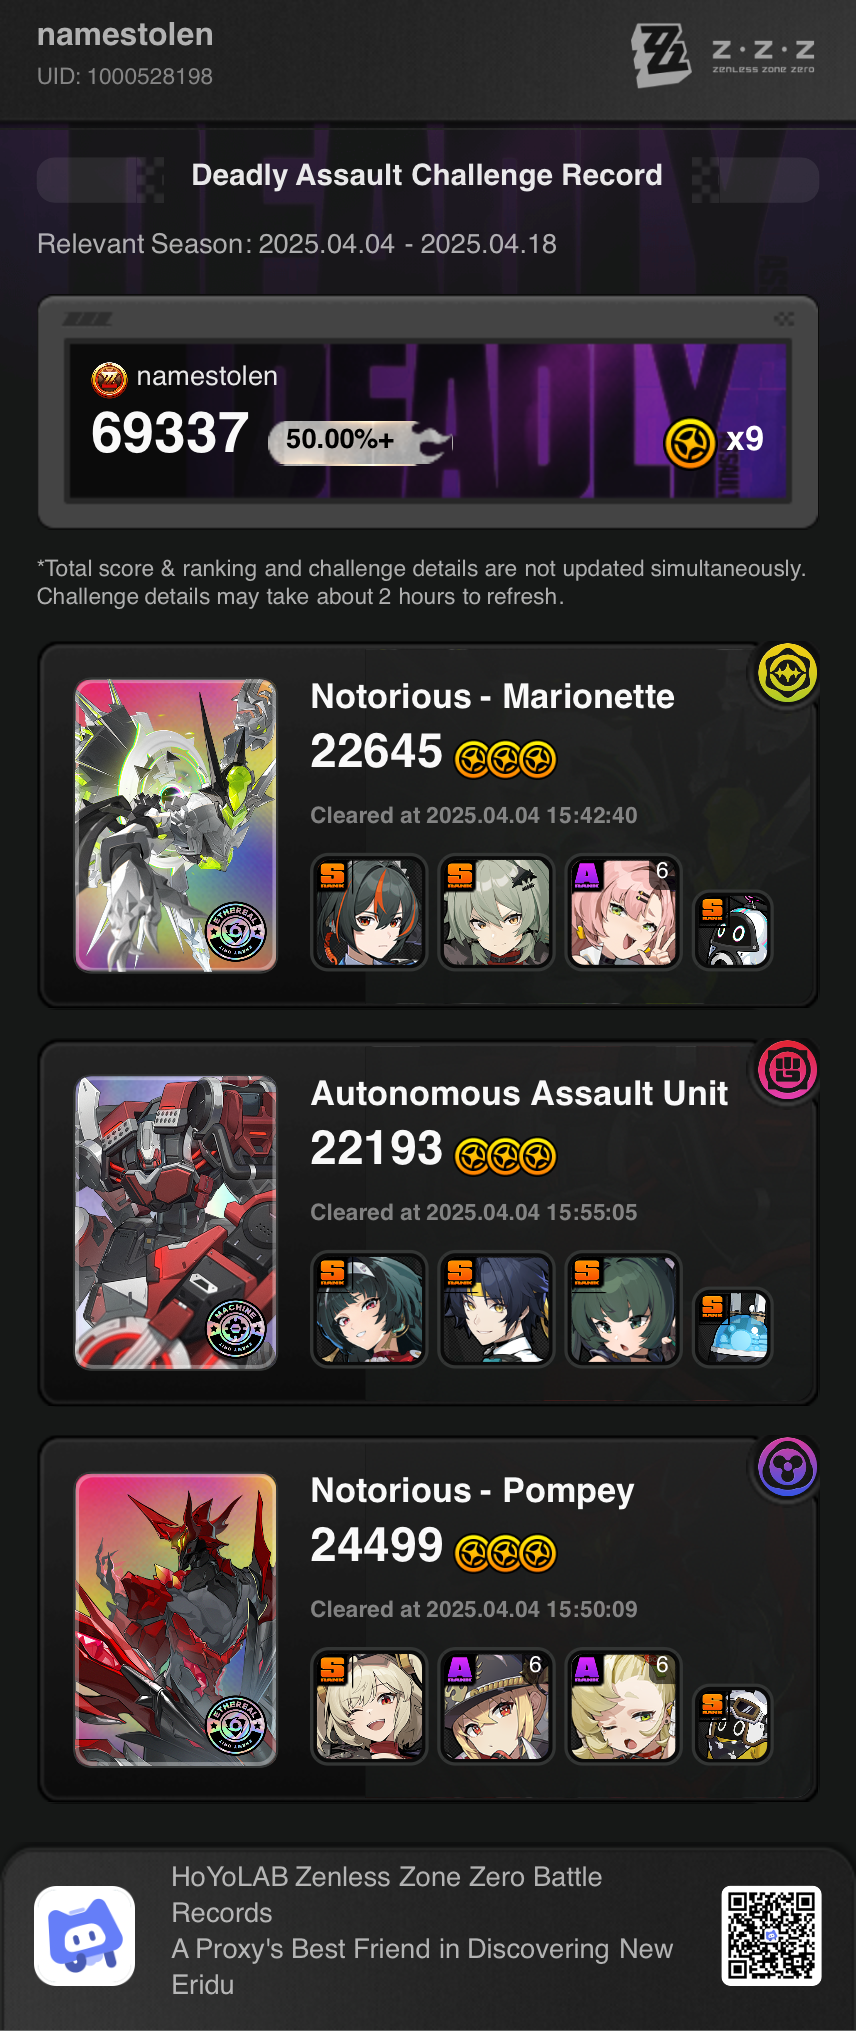 namestolen
UID: 1000528198
Z·Z·Z
ZENLESS ZONE ZERO
Deadly Assault Challenge Record
Relevant Season: 2025.04.04 - 2025.04.18
DEADLY
ASSAULT
namestolen
69337
50.00%+
x9
*Total score & ranking and challenge details are not updated simultaneously.
Challenge details may take about 2 hours to refresh.
Notorious - Marionette
22645
Cleared at 2025.04.04 15:42:40
S RANK
S RANK
A RANK
6
S RANK
ETHEREAL
Autonomous Assault Unit
22193
Cleared at 2025.04.04 15:55:05
S RANK
S RANK
S RANK
S RANK
MACHINE
Notorious - Pompey
24499
Cleared at 2025.04.04 15:50:09
S RANK
A RANK
6
A RANK
6
S RANK
ETHEREAL
HoYoLAB Zenless Zone Zero Battle
Records
A Proxy's Best Friend in Discovering New
Eridu